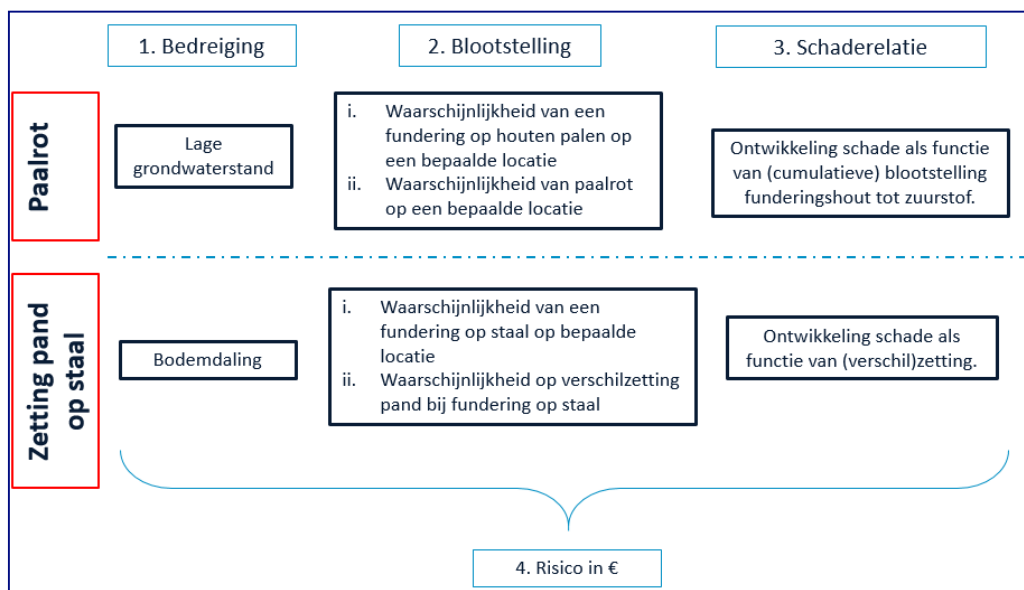 1. Bedreiging
2. Blootstelling
3. Schaderelatie
Paalrot
Lage
grondwaterstand
i. Waarschijnlijkheid van een
fundering op houten palen op
een bepaalde locatie
ii. Waarschijnlijkheid van paalrot
op een bepaalde locatie
Ontwikkeling schade als functie
van (cumulatieve) blootstelling
funderingshout tot zuurstof.
Zetting pand
op staal
Bodemdaling
i. Waarschijnlijkheid van een
fundering op staal op bepaalde
locatie
ii. Waarschijnlijkheid op verschilzetting
pand bij fundering op staal
Ontwikkeling schade als
functie van (verschil)zetting.
4. Risico in €